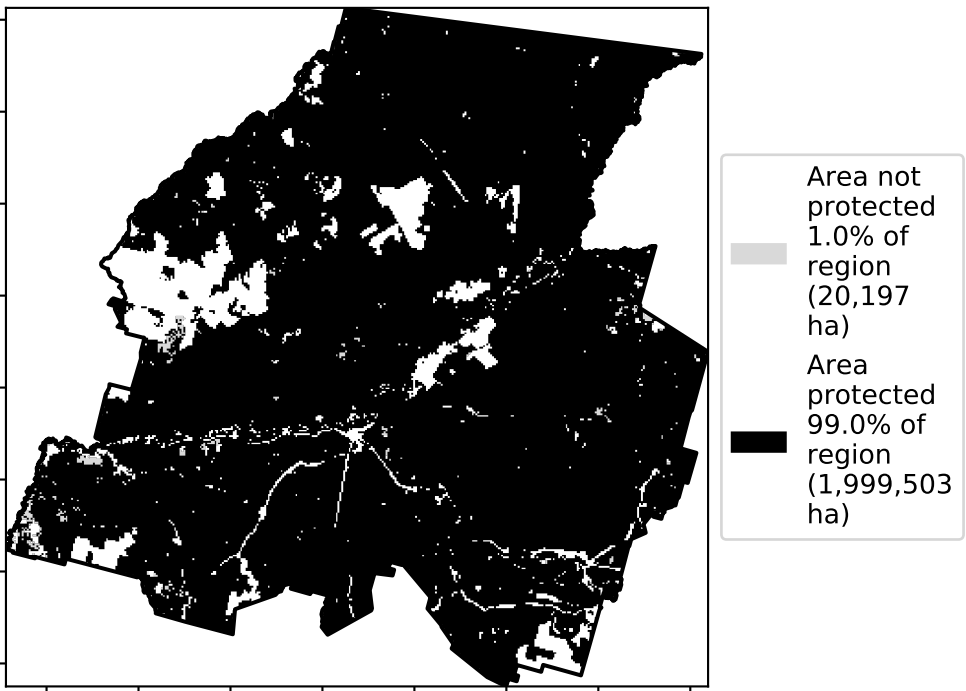 Area not
protected
1.0% of
region
(20,197
ha)
Area
protected
99.0% of
region
(1,999,503
ha)